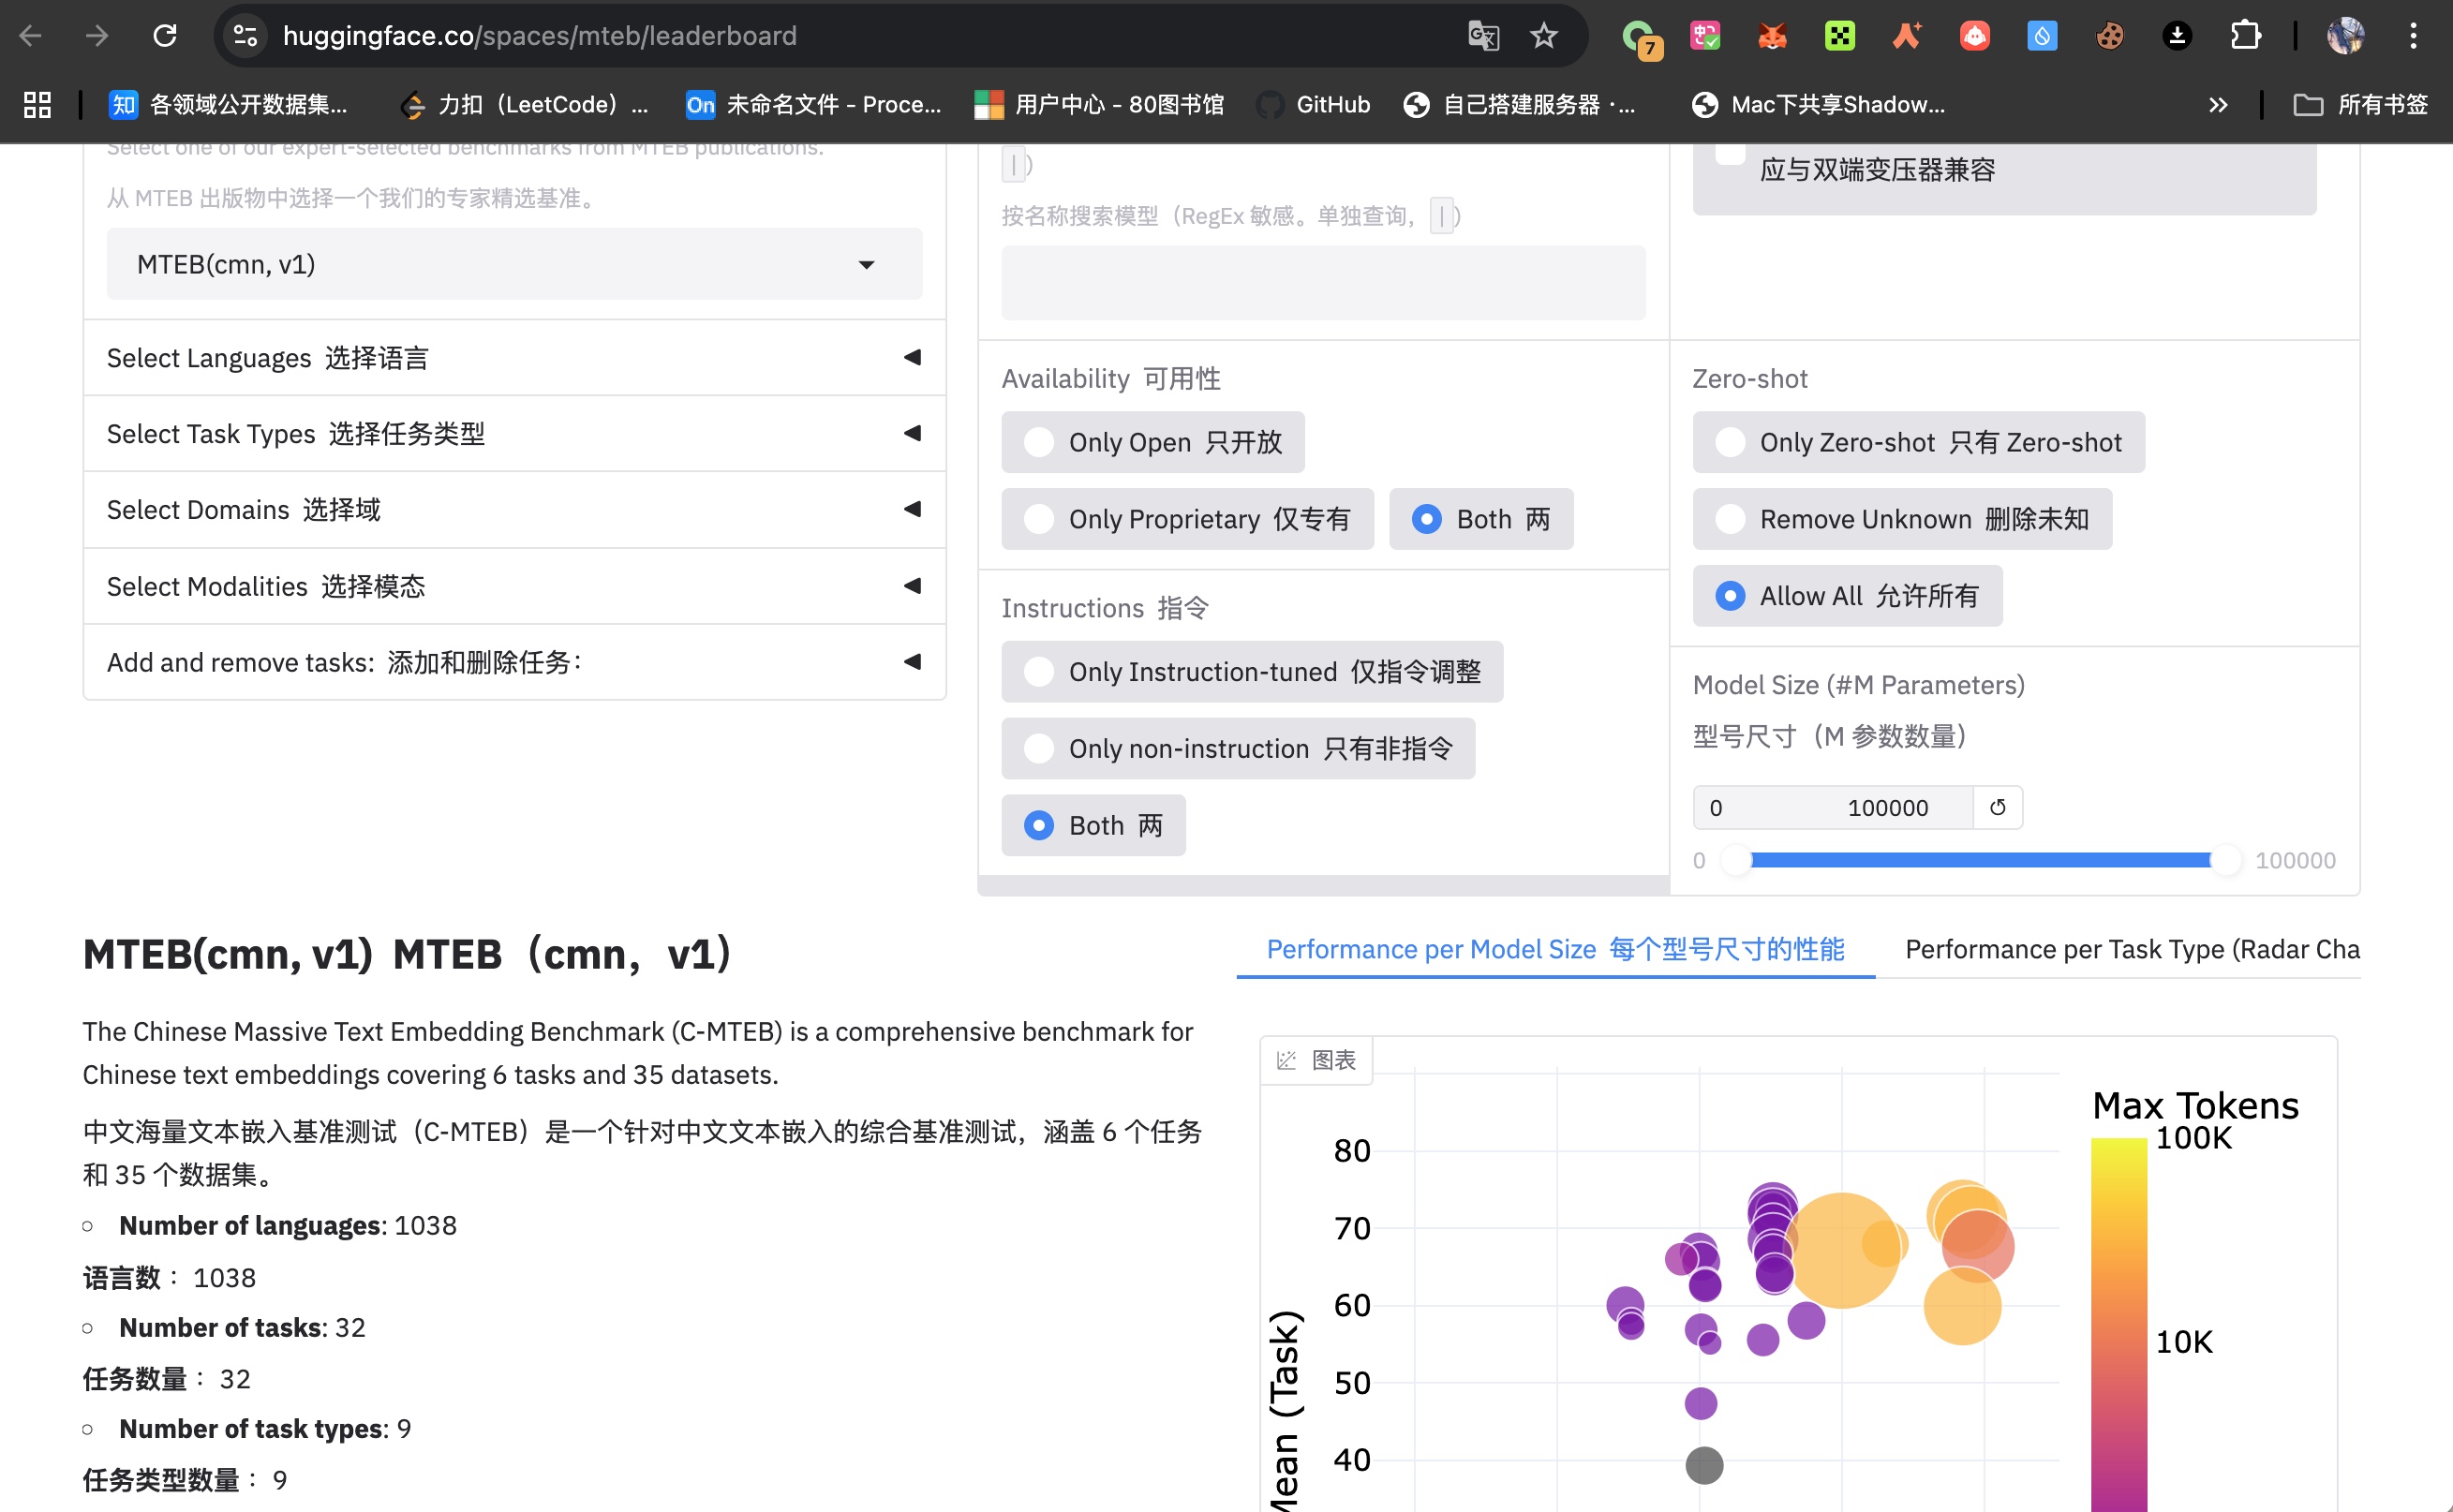 huggingface.co/spaces/mteb/leaderboard
7
知 各领域公开数据集...
力扣（LeetCode）...
On 未命名文件 – Proce...
用户中心 – 80图书馆
GitHub
自己搭建服务器 ·...
Mac下共享Shadow...
所有书签
Select one of our expert-selected benchmarks from MTEB publications.
从 MTEB 出版物中选择一个我们的专家精选基准。
MTEB(cmn, v1)
Select Languages 选择语言
Select Task Types 选择任务类型
Select Domains 选择域
Select Modalities 选择模态
Add and remove tasks: 添加和删除任务：
|)
按名称搜索模型（RegEx 敏感。单独查询， |)
Availability 可用性
Only Open 只开放
Only Proprietary 仅专有
Both 两
Instructions 指令
Only Instruction-tuned 仅指令调整
Only non-instruction 只有非指令
Both 两
应与双端变压器兼容
Zero-shot
Only Zero-shot 只有 Zero-shot
Remove Unknown 删除未知
Allow All 允许所有
Model Size (#M Parameters)
型号尺寸（M 参数数量）
0 100000
0 100000
MTEB(cmn, v1) MTEB（cmn，v1）
The Chinese Massive Text Embedding Benchmark (C-MTEB) is a comprehensive benchmark for
Chinese text embeddings covering 6 tasks and 35 datasets.
中文海量文本嵌入基准测试（C-MTEB）是一个针对中文文本嵌入的综合基准测试，涵盖 6 个任务
和 35 个数据集。
Number of languages: 1038
语言数： 1038
Number of tasks: 32
任务数量： 32
Number of task types: 9
任务类型数量： 9
Performance per Model Size 每个型号尺寸的性能
Performance per Task Type (Radar Cha
图表
80
70
60
50
40
Mean (Task)
Max Tokens
100K
10K